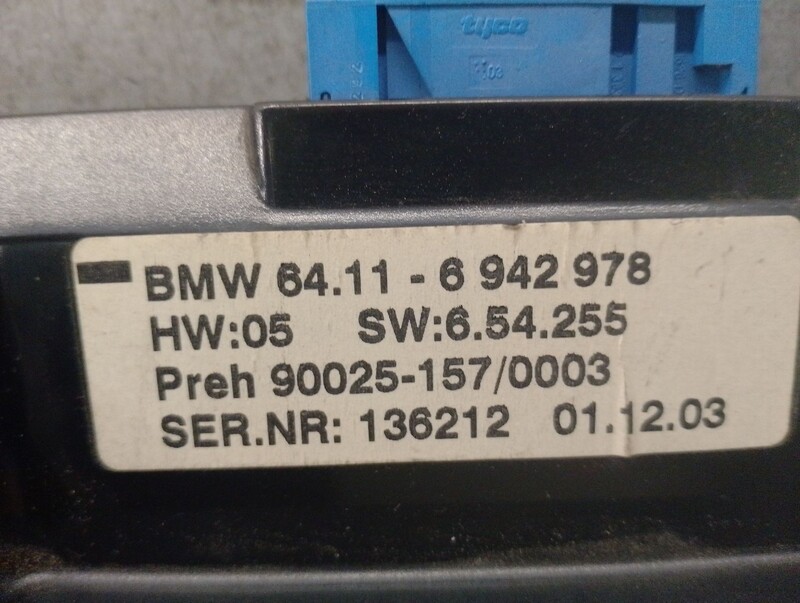 tyco
03
BMW 64.11 - 6 942 978
HW:05 SW:6.54.255
Preh 90025-157/0003
SER.NR: 136212 01.12.03